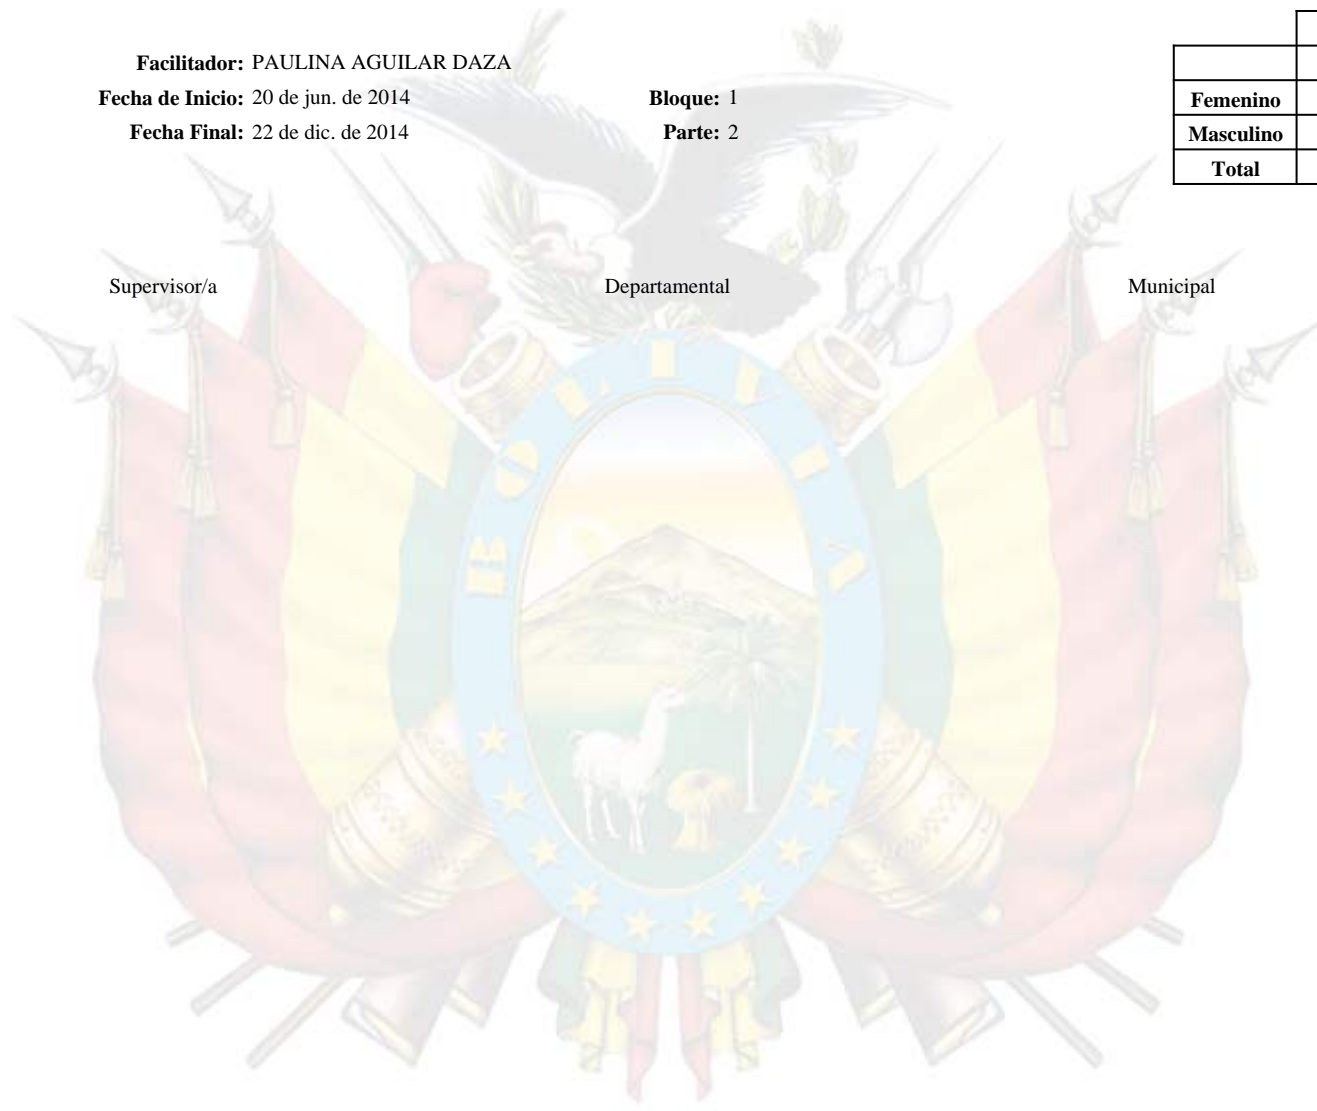 Facilitador: PAULINA AGUILAR DAZA
Fecha de Inicio: 20 de jun. de 2014 Bloque: 1
Fecha Final: 22 de dic. de 2014 Parte: 2
Femenino
Masculino
Total
Supervisor/a Departamental Municipal
BOLIVIA